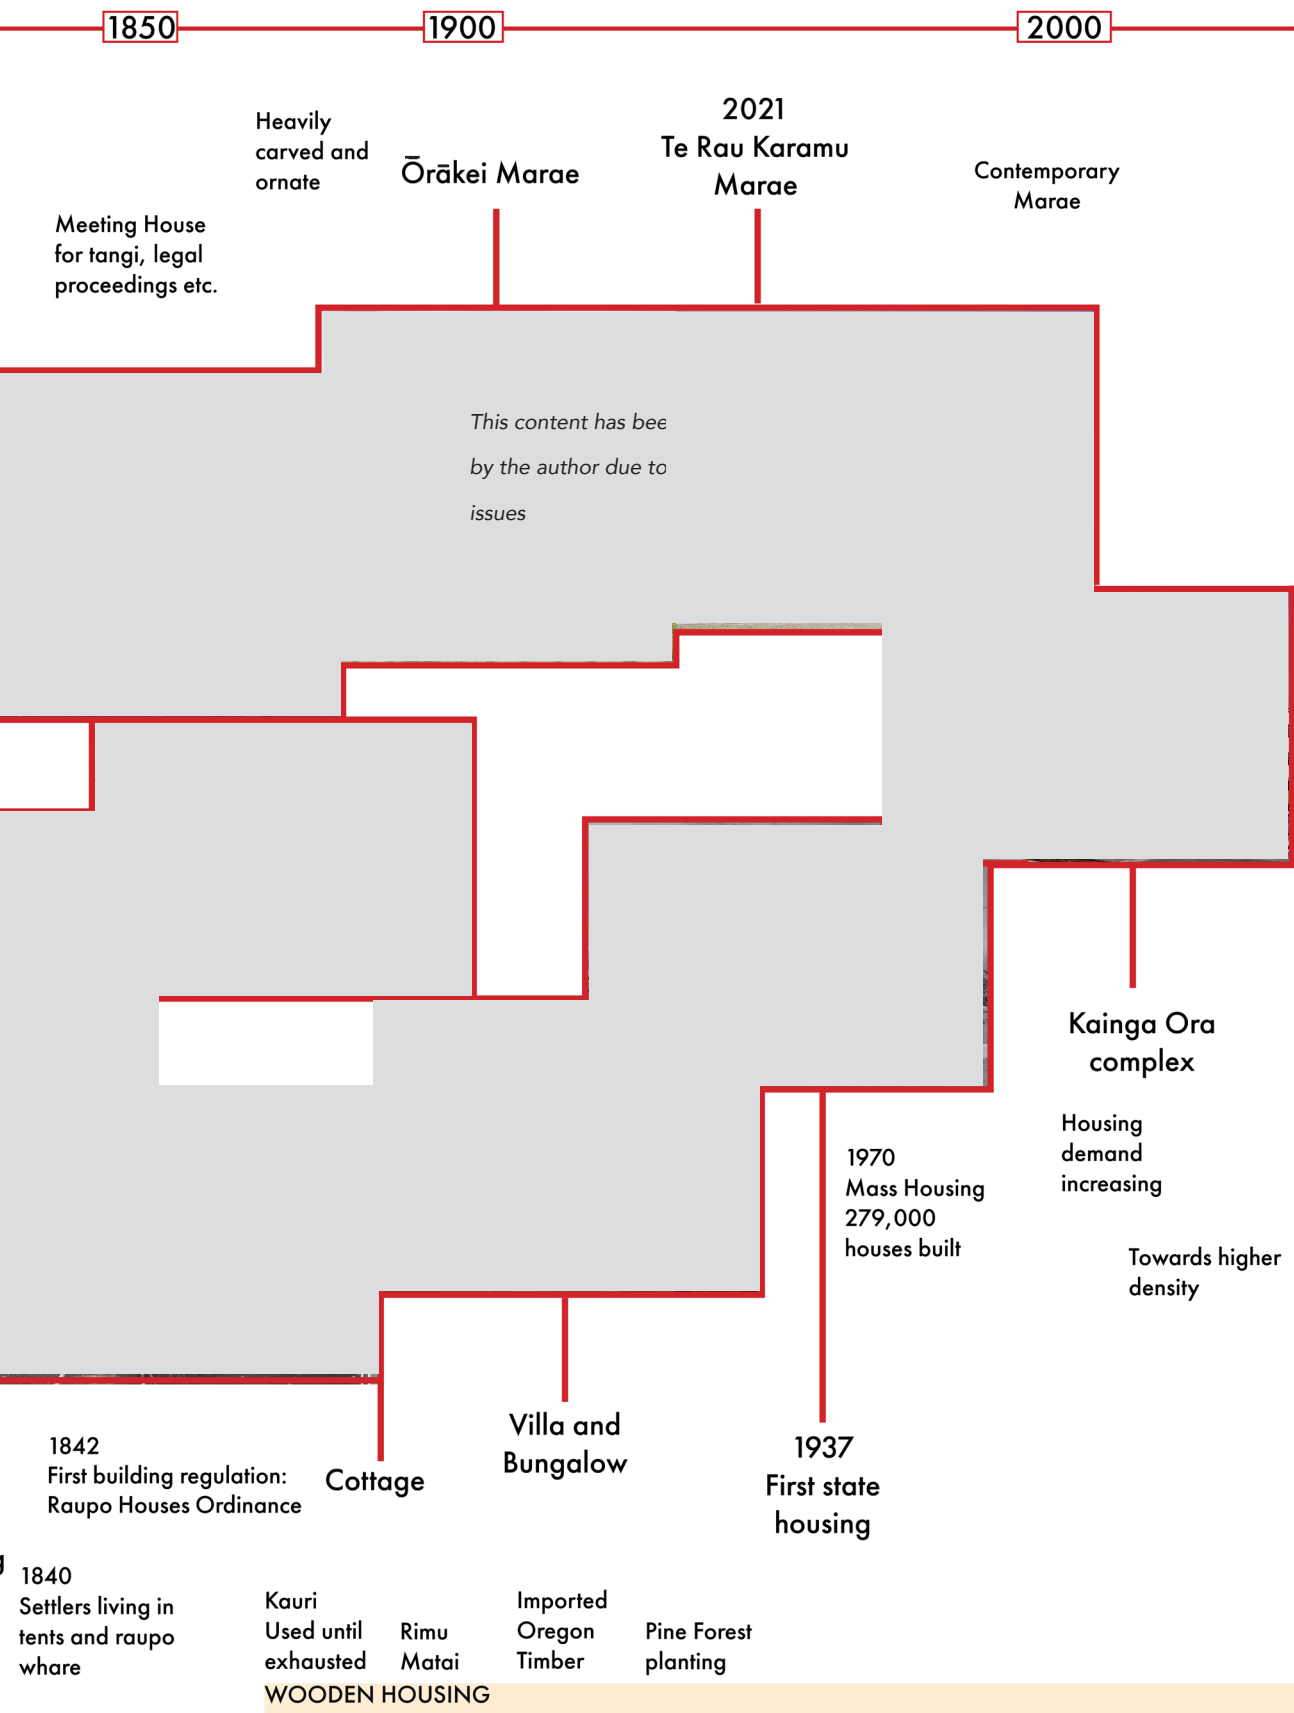 1850
1900
2000
Heavily
carved and
ornate
Ōrākei Marae
2021
Te Rau Karamu
Marae
Contemporary
Marae
Meeting House
for tangi, legal
proceedings etc.
This content has bee
by the author due to
issues
Kainga Ora
complex
Housing
demand
increasing
Towards higher
density
1970
Mass Housing
279,000
houses built
1842
First building regulation:
Raupo Houses Ordinance
Cottage
Villa and
Bungalow
1937
First state
housing
g
1840
Settlers living in
tents and raupo
whare
Kauri
Used until
exhausted
Rimu
Matai
Imported
Oregon
Timber
Pine Forest
planting
WOODEN HOUSING